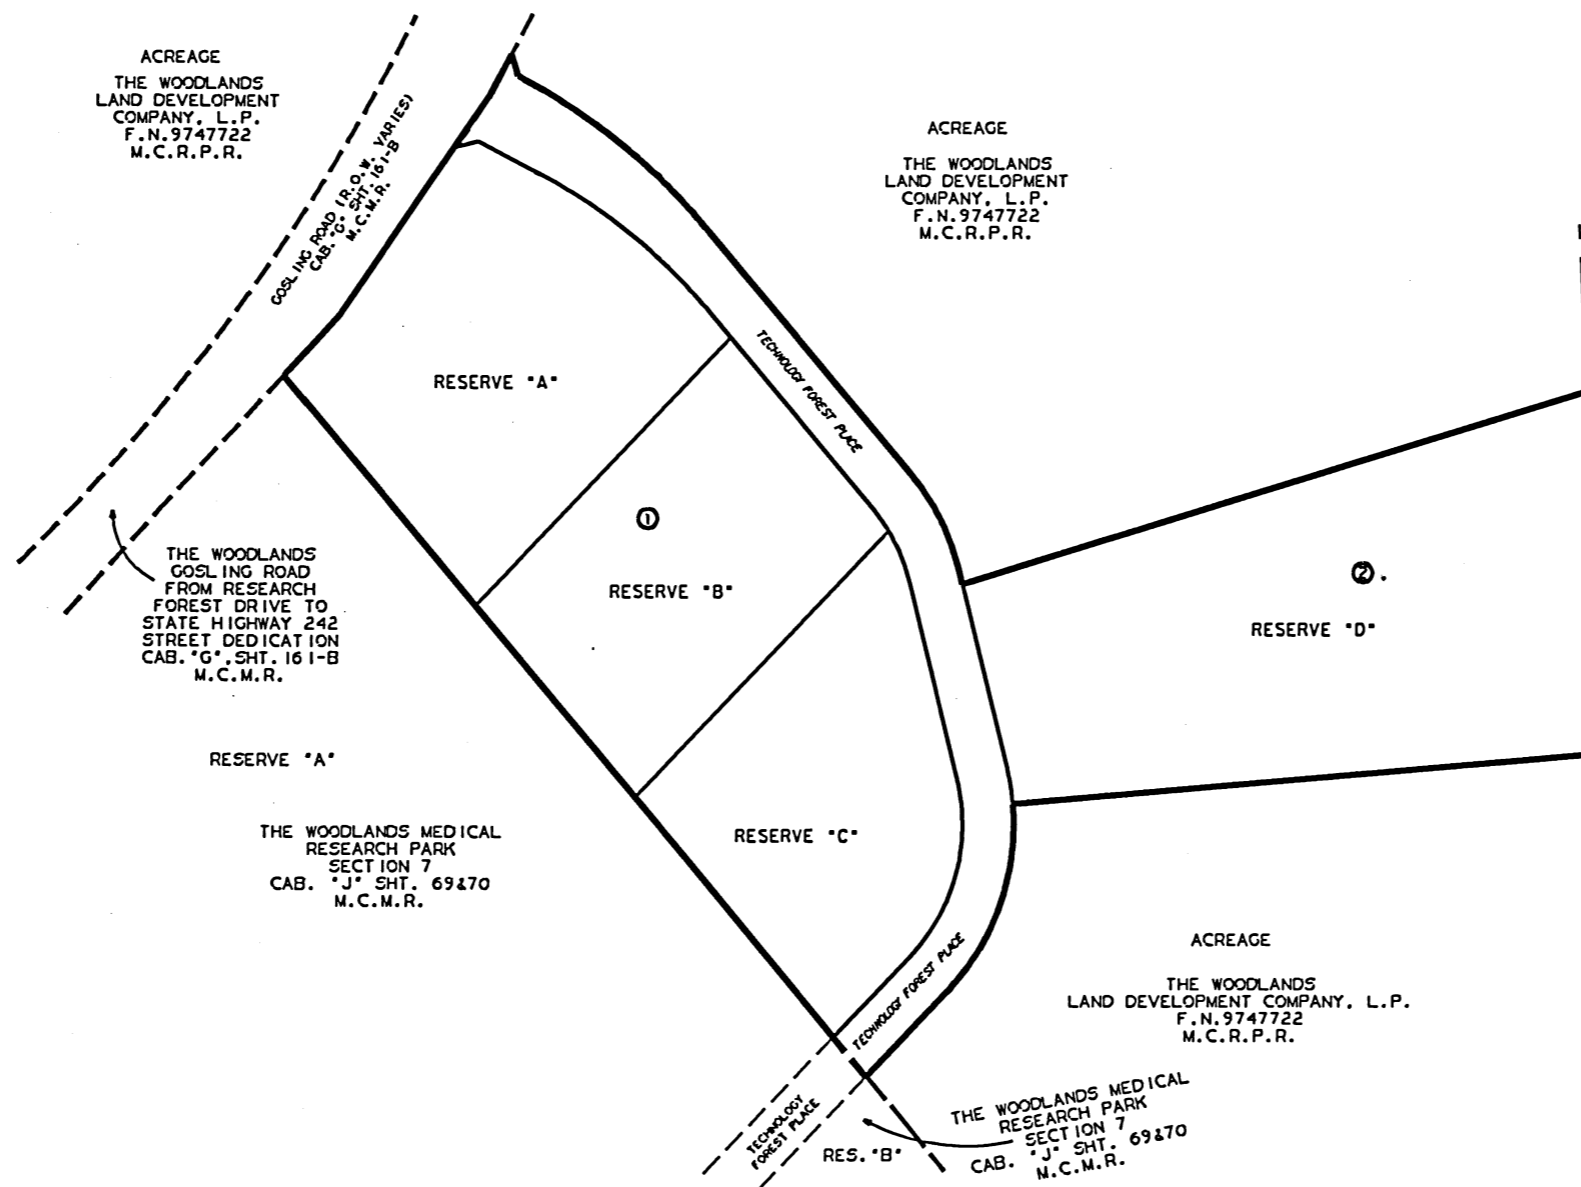 ACREAGE
THE WOODLANDS
LAND DEVELOPMENT
COMPANY, L.P.
F.N.9747722
M.C.R.P.R.
GOSLING ROAD (R.O.W. VARIES)
CAB. "G" SHT. 161-B
M.C.M.R.
ACREAGE
THE WOODLANDS
LAND DEVELOPMENT
COMPANY, L.P.
F.N.9747722
M.C.R.P.R.
RESERVE "A"
TECHNOLOGY FOREST PLACE
1
RESERVE "B"
2
RESERVE "D"
THE WOODLANDS
GOSLING ROAD
FROM RESEARCH
FOREST DRIVE TO
STATE HIGHWAY 242
STREET DEDICATION
CAB. "G", SHT. 161-B
M.C.M.R.
RESERVE "A"
THE WOODLANDS MEDICAL
RESEARCH PARK
SECTION 7
CAB. "J" SHT. 69&70
M.C.M.R.
RESERVE "C"
TECHNOLOGY FOREST PLACE
ACREAGE
THE WOODLANDS
LAND DEVELOPMENT COMPANY, L.P.
F.N.9747722
M.C.R.P.R.
TECHNOLOGY
FOREST PLACE
RES. "B"
THE WOODLANDS MEDICAL
RESEARCH PARK
SECTION 7
CAB. "J" SHT. 69&70
M.C.M.R.